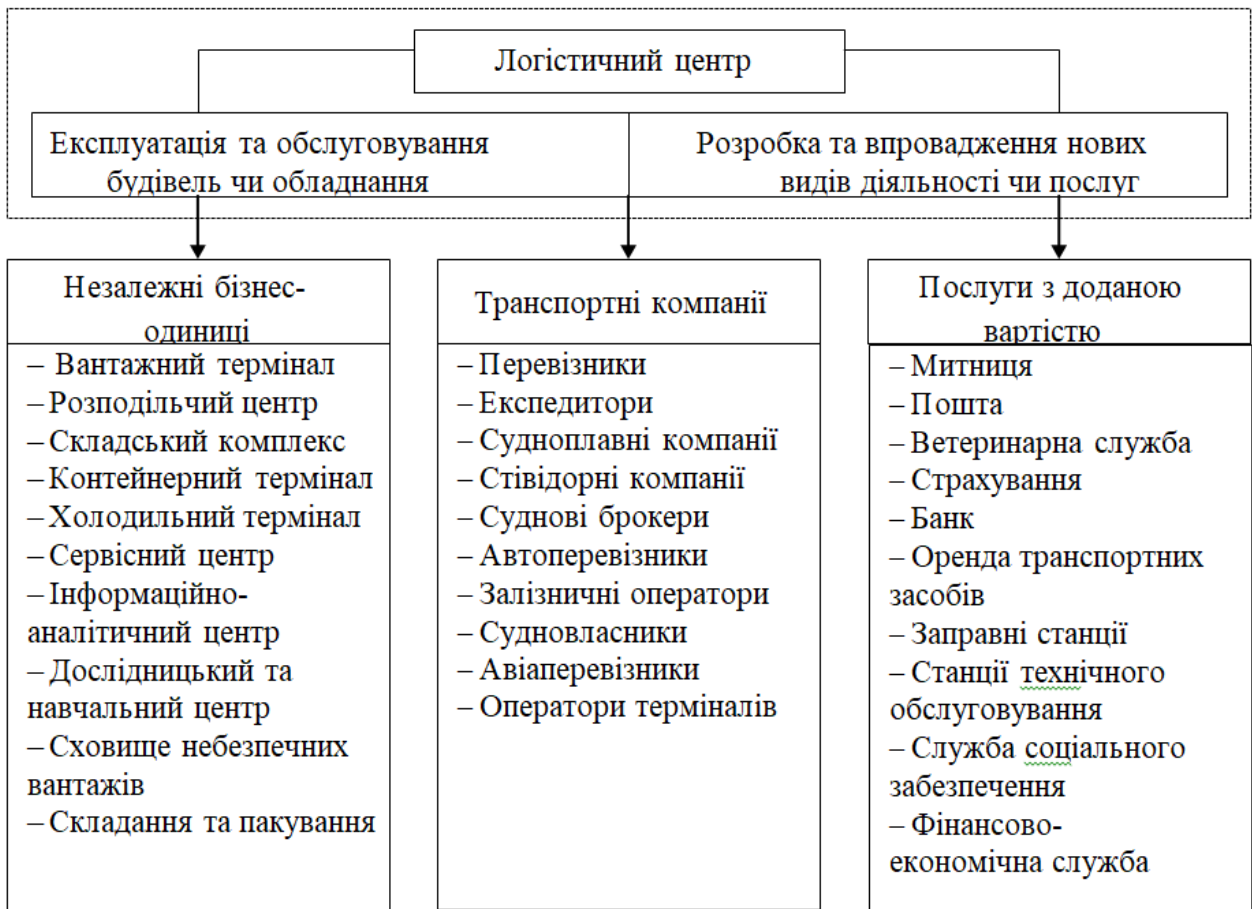 Логістичний центр
Експлуатація та обслуговування
будівель чи обладнання
Розробка та впровадження нових
видів діяльності чи послуг
Незалежні бізнес-
одиниці
– Вантажний термінал
– Розподільчий центр
– Складський комплекс
– Контейнерний термінал
– Холодильний термінал
– Сервісний центр
– Інформаційно-
аналітичний центр
– Дослідницький та
навчальний центр
– Сховище небезпечних
вантажів
– Складання та пакування
Транспортні компанії
– Перевізники
– Експедитори
– Судноплавні компанії
– Стівідорні компанії
– Суднові брокери
– Автоперевізники
– Залізничні оператори
– Судновласники
– Авіаперевізники
– Оператори терміналів
Послуги з доданою
вартістю
– Митниця
– Пошта
– Ветеринарна служба
– Страхування
– Банк
– Оренда транспортних
засобів
– Заправні станції
– Станції технічного
обслуговування
– Служба соціального
забезпечення
– Фінансово-
економічна служба